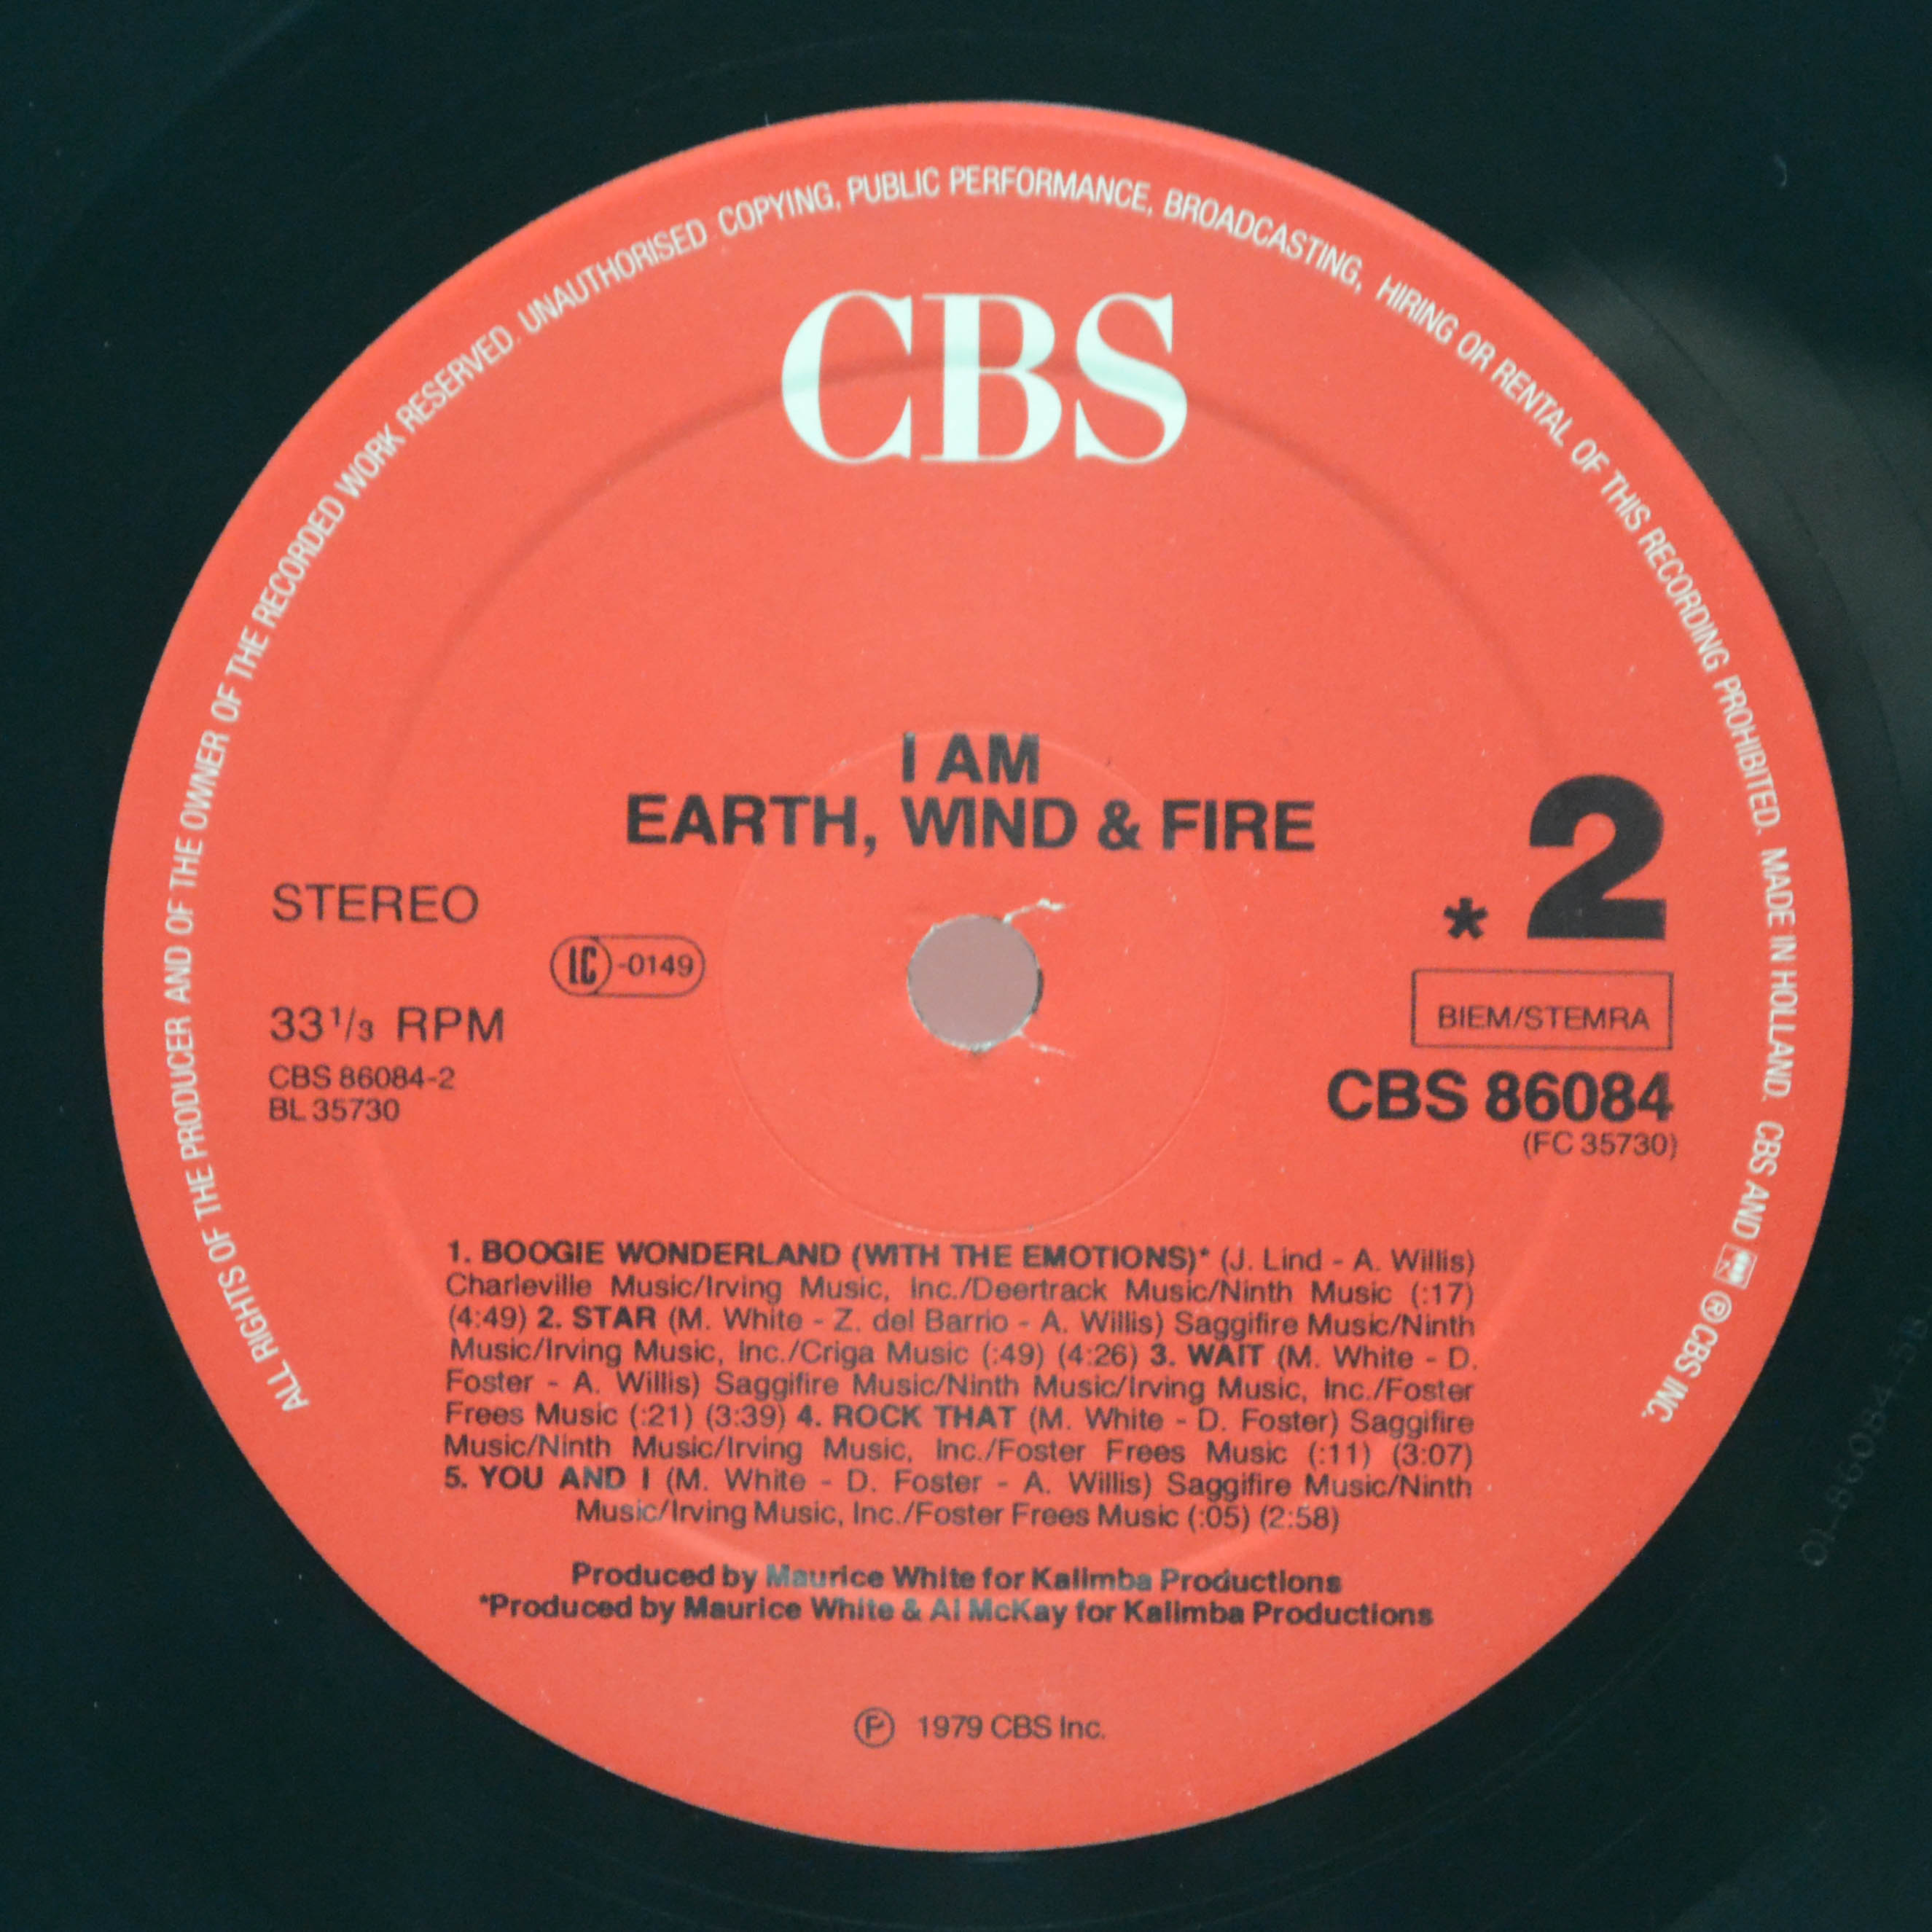 ALL RIGHTS OF THE PRODUCER AND OF THE OWNER OF THE RECORDED WORK RESERVED. UNAUTHORISED COPYING, PUBLIC PERFORMANCE, BROADCASTING, HIRING OR RENTAL OF THIS RECORDING PROHIBITED. MADE IN HOLLAND. CBS AND ® CBS INC.
CBS
I AM
EARTH, WIND & FIRE
STEREO
LC-0149
33 1/3 RPM
CBS 86084-2
BL 35730
* 2
BIEM/STEMRA
CBS 86084
(FC 35730)
1. BOOGIE WONDERLAND (WITH THE EMOTIONS)* (J. Lind - A. Willis)
Charleville Music/Irving Music, Inc./Deertrack Music/Ninth Music (:17)
(4:49) 2. STAR (M. White - Z. del Barrio - A. Willis) Saggifire Music/Ninth
Music/Irving Music, Inc./Criga Music (:49) (4:26) 3. WAIT (M. White - D.
Foster - A. Willis) Saggifire Music/Ninth Music/Irving Music, Inc./Foster
Frees Music (:21) (3:39) 4. ROCK THAT (M. White - D. Foster) Saggifire
Music/Ninth Music/Irving Music, Inc./Foster Frees Music (:11) (3:07)
5. YOU AND I (M. White - D. Foster - A. Willis) Saggifire Music/Ninth
Music/Irving Music, Inc./Foster Frees Music (:05) (2:58)
Produced by Maurice White for Kalimba Productions
*Produced by Maurice White & Al McKay for Kalimba Productions
℗ 1979 CBS Inc.